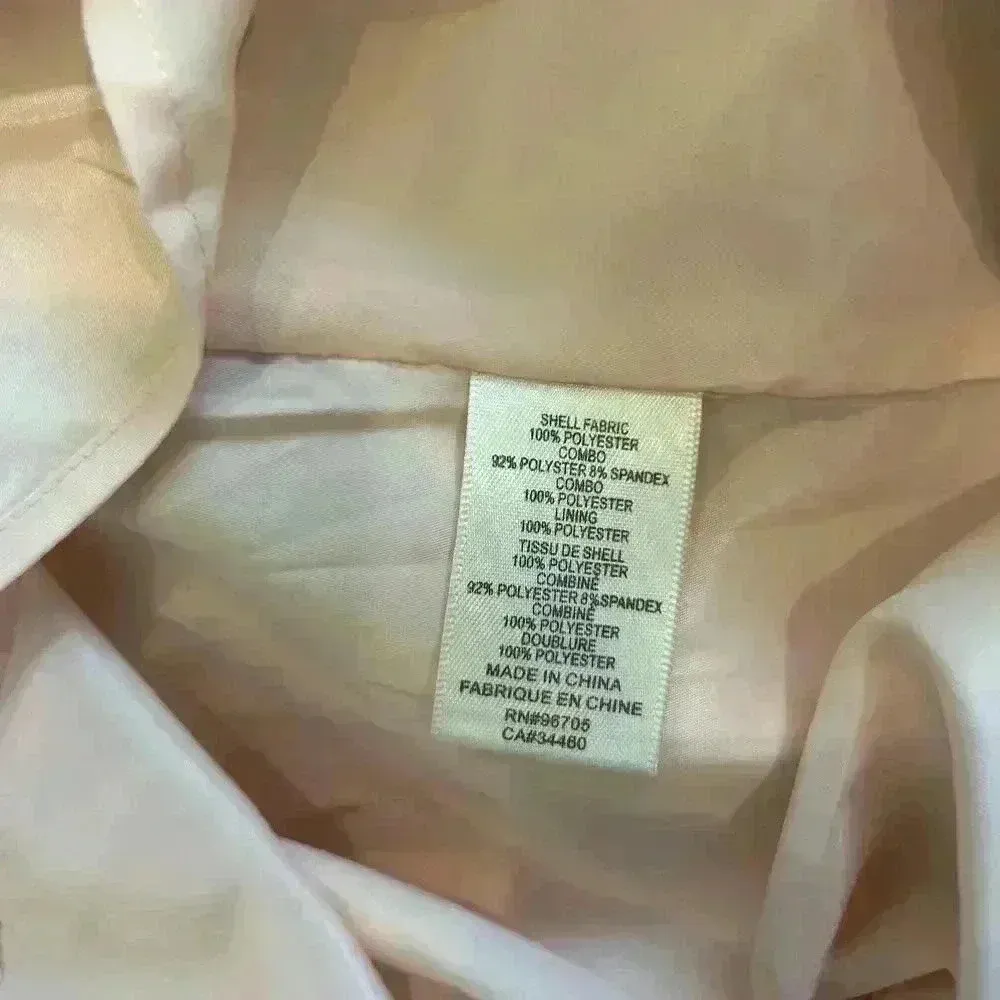 SHELL FABRIC
100% POLYESTER
COMBO
92% POLYSTER 8% SPANDEX
COMBO
100% POLYESTER
LINING
100% POLYESTER
TISSU DE SHELL
100% POLYESTER
COMBINÉ
92% POLYESTER 8%SPANDEX
COMBINÉ
100% POLYESTER
DOUBLURE
100% POLYESTER
MADE IN CHINA
FABRIQUE EN CHINE
RN#96705
CA#34460